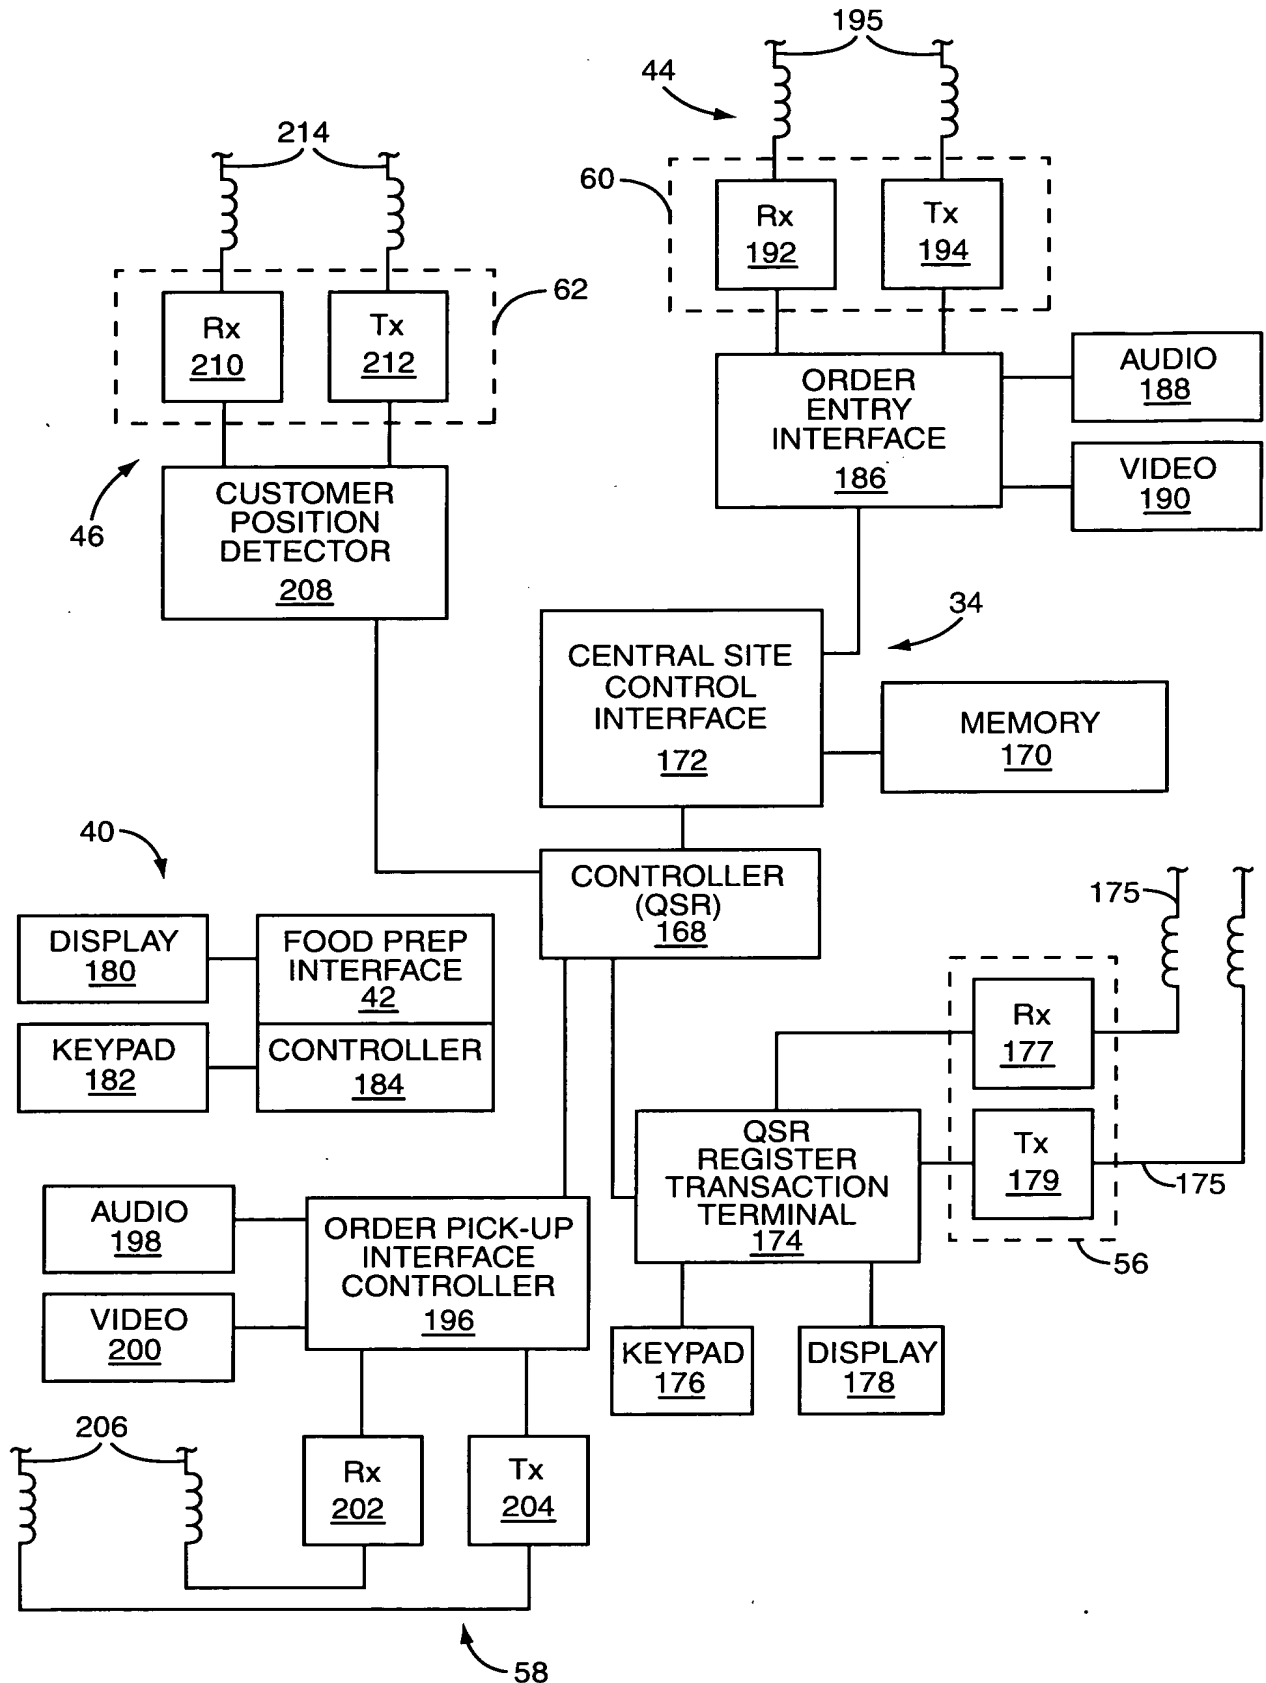 195
44
214
60
Rx
192
Tx
194
62
Rx
210
Tx
212
ORDER
ENTRY
INTERFACE
186
AUDIO
188
VIDEO
190
46
CUSTOMER
POSITION
DETECTOR
208
34
CENTRAL SITE
CONTROL
INTERFACE
172
MEMORY
170
40
CONTROLLER
(QSR)
168
175
DISPLAY
180
FOOD PREP
INTERFACE
42
KEYPAD
182
CONTROLLER
184
Rx
177
Tx
179
175
56
QSR
REGISTER
TRANSACTION
TERMINAL
174
AUDIO
198
VIDEO
200
ORDER PICK-UP
INTERFACE
CONTROLLER
196
KEYPAD
176
DISPLAY
178
206
Rx
202
Tx
204
58